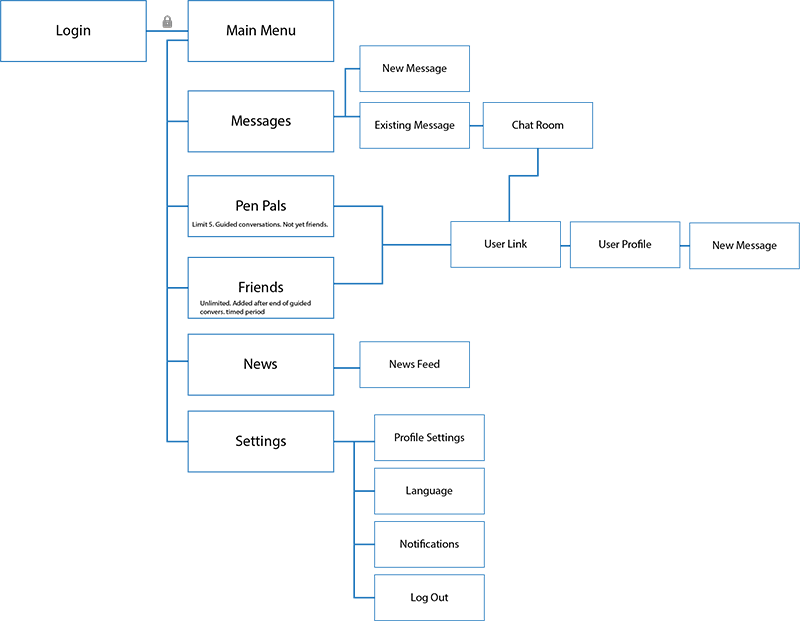 Login
Main Menu
New Message
Messages
Existing Message
Chat Room
Pen Pals
Limit 5. Guided conversations. Not yet friends.
User Link
User Profile
New Message
Friends
Unlimited. Added after end of guided
convers. timed period
News
News Feed
Settings
Profile Settings
Language
Notifications
Log Out